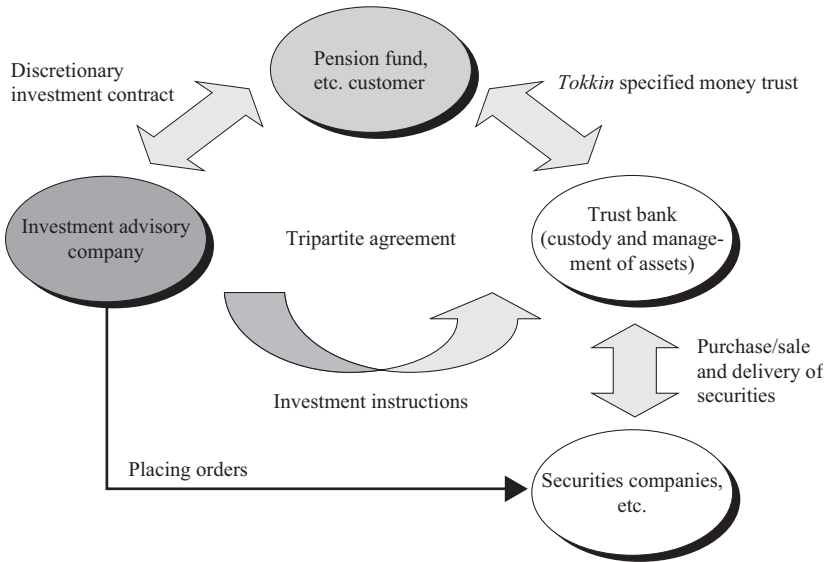 Pension fund,
etc. customer
Discretionary
investment contract
Tokkin specified money trust
Investment advisory
company
Tripartite agreement
Trust bank
(custody and manage-
ment of assets)
Purchase/sale
and delivery of
securities
Investment instructions
Placing orders
Securities companies,
etc.